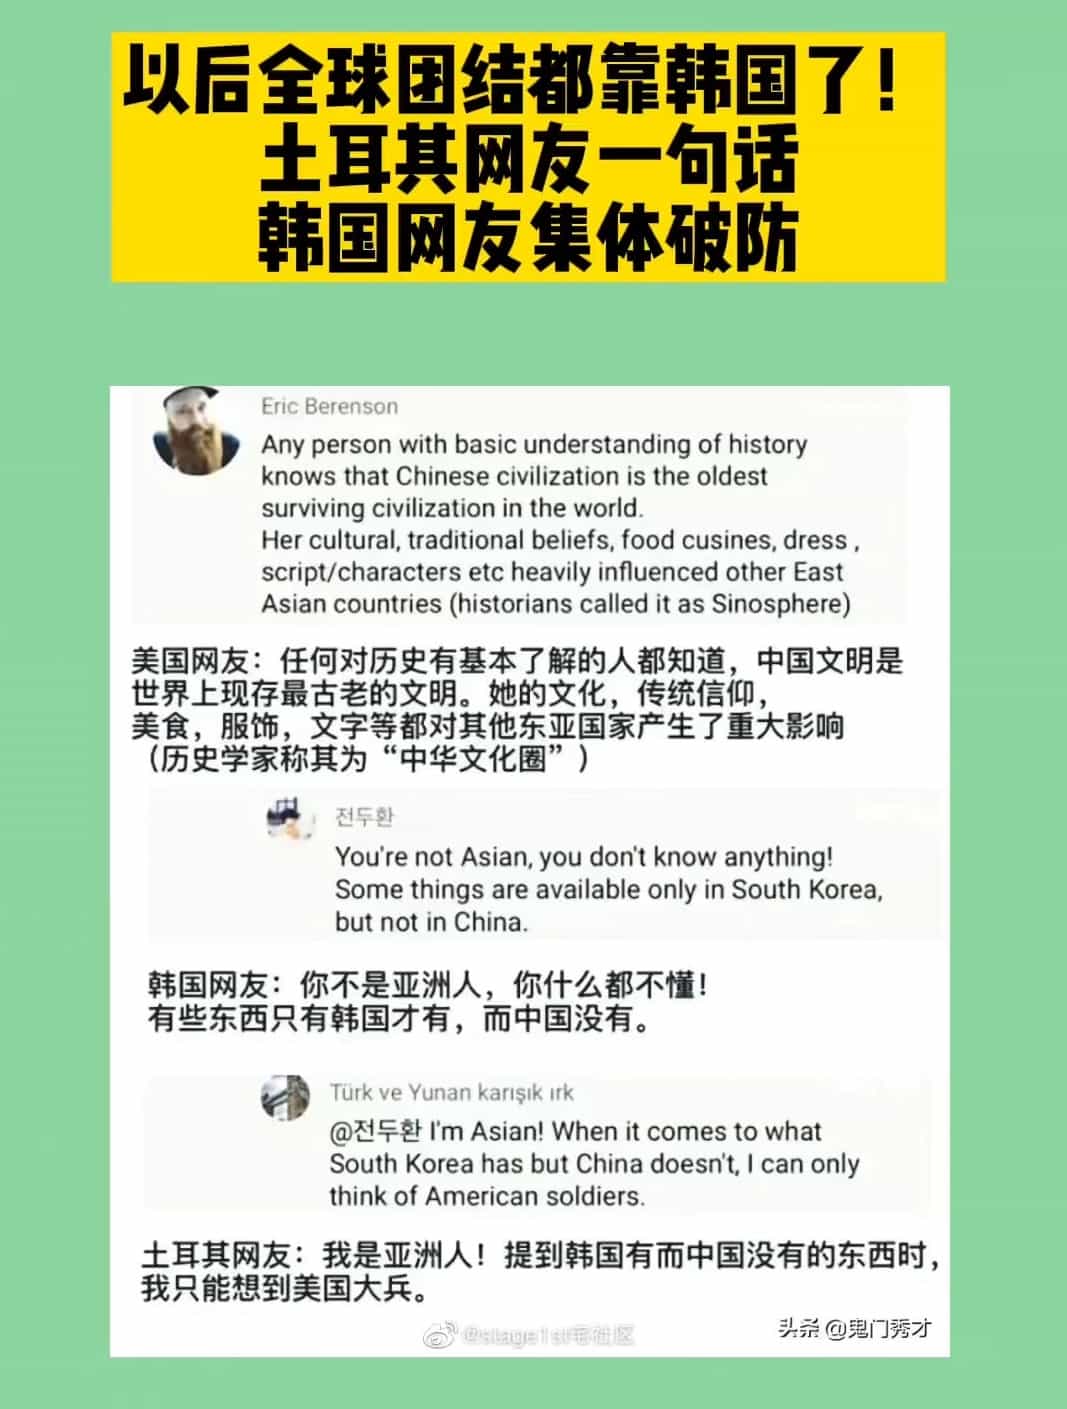 以后全球团结都靠韩国了！
土耳其网友一句话
韩国网友集体破防
Eric Berenson
Any person with basic understanding of history
knows that Chinese civilization is the oldest
surviving civilization in the world.
Her cultural, traditional beliefs, food cusines, dress ,
script/characters etc heavily influenced other East
Asian countries (historians called it as Sinosphere)
美国网友：任何对历史有基本了解的人都知道，中国文明是
世界上现存最古老的文明。她的文化，传统信仰，
美食，服饰，文字等都对其他东亚国家产生了重大影响
（历史学家称其为“中华文化圈”）
전두환
You're not Asian, you don't know anything!
Some things are available only in South Korea,
but not in China.
韩国网友：你不是亚洲人，你什么都不懂！
有些东西只有韩国才有，而中国没有。
Türk ve Yunan karışık ırk
@전두환 I'm Asian! When it comes to what
South Korea has but China doesn't, I can only
think of American soldiers.
土耳其网友：我是亚洲人！提到韩国有而中国没有的东西时，
我只能想到美国大兵。
@stage1st宅社区
头条 @鬼门秀才